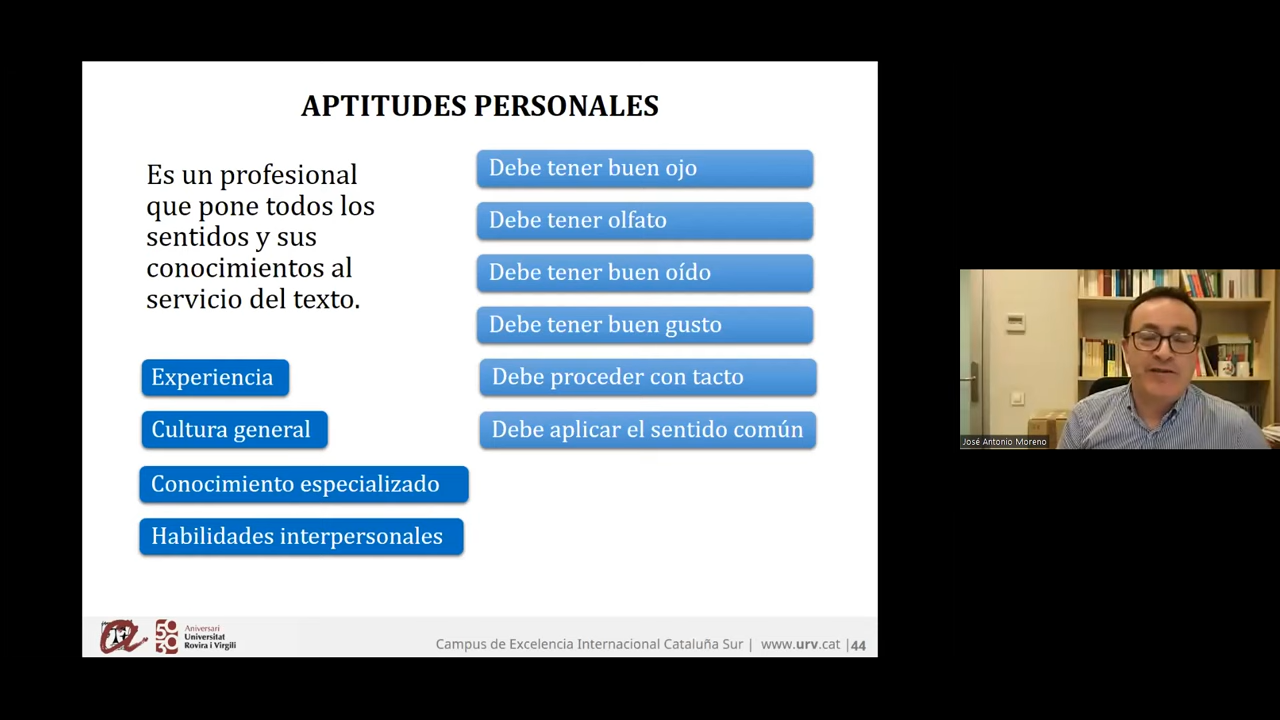 APTITUDES PERSONALES
Es un profesional
que pone todos los
sentidos y sus
conocimientos al
servicio del texto.
Experiencia
Cultura general
Conocimiento especializado
Habilidades interpersonales
Debe tener buen ojo
Debe tener olfato
Debe tener buen oído
Debe tener buen gusto
Debe proceder con tacto
Debe aplicar el sentido común
Aniversari
Universitat
Rovira i Virgili
Campus de Excelencia Internacional Cataluña Sur | www.urv.cat |44
José Antonio Moreno